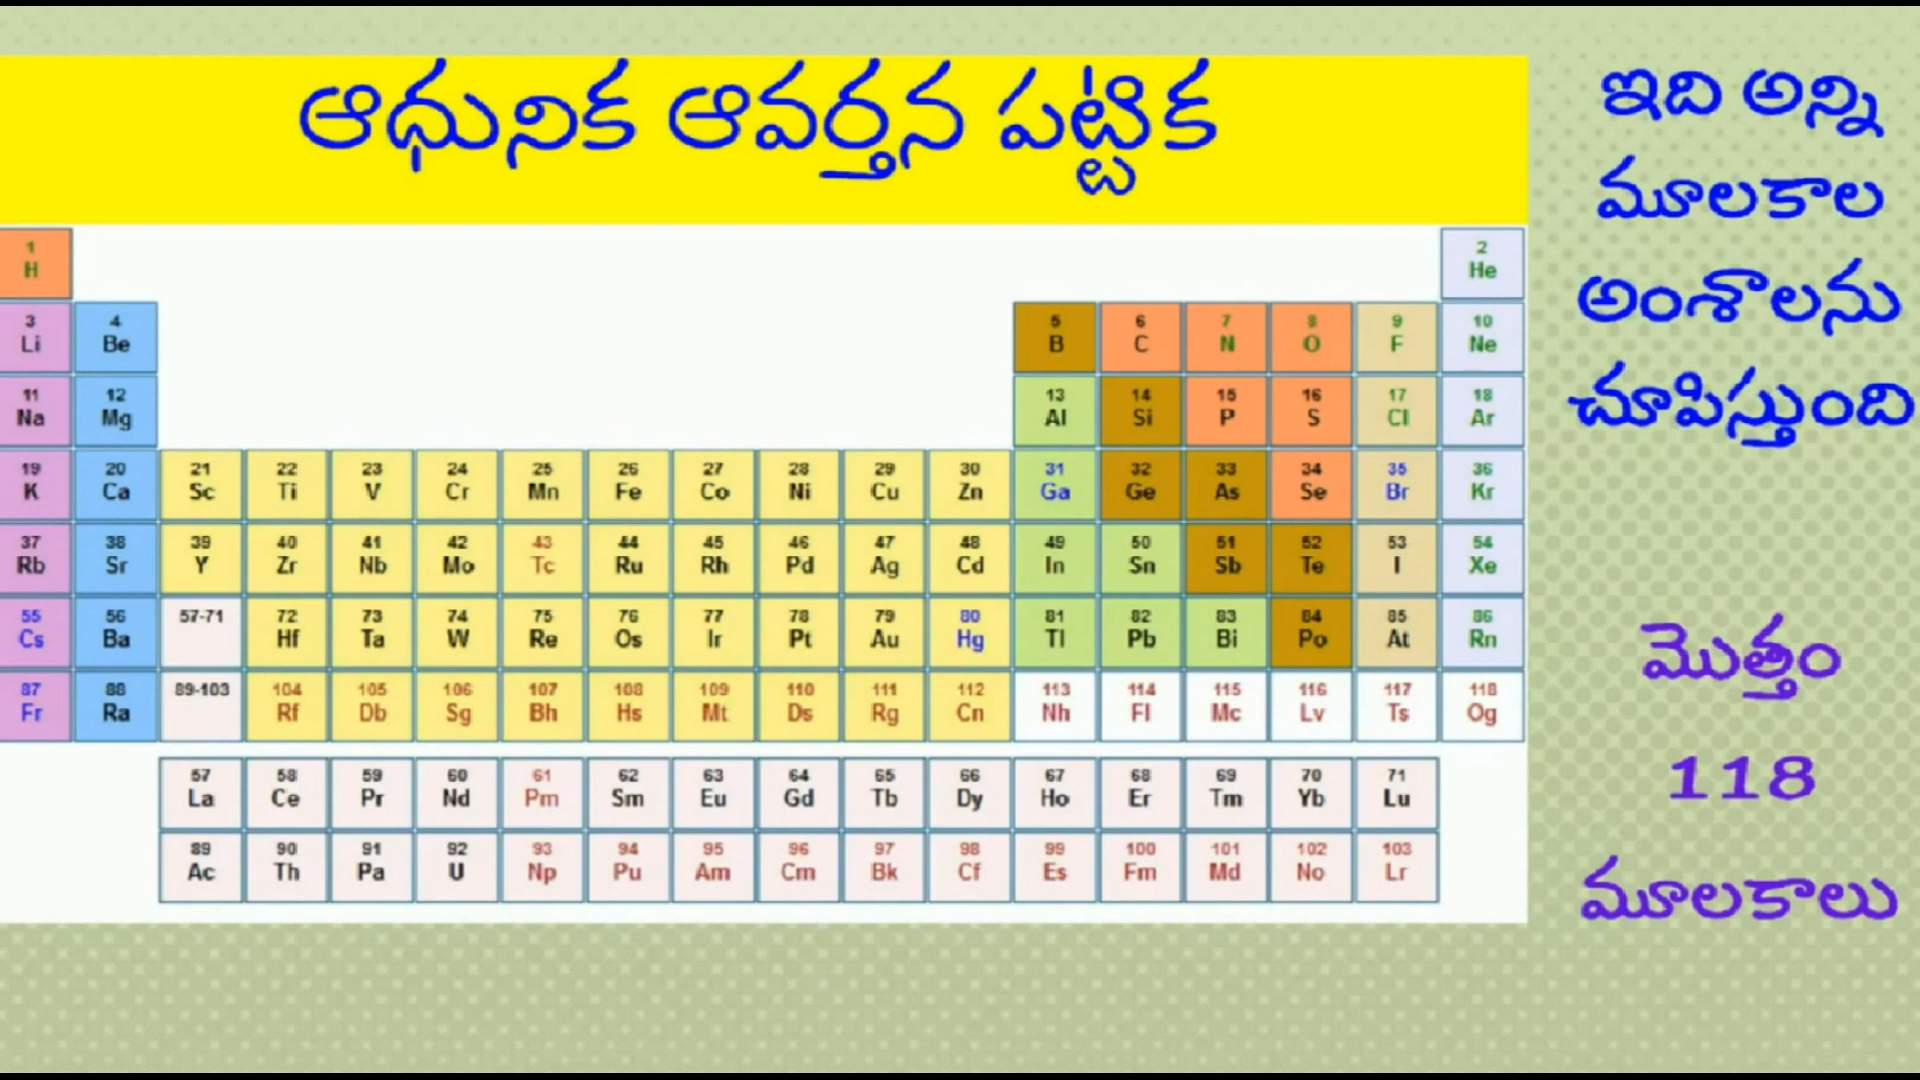 ఆధునిక ఆవర్తన పట్టిక
ఇది అన్ని
మూలకాల
అంశాలను
చూపిస్తుంది
మొత్తం
118
మూలకాలు
1 2
H He
3 4 5 6 7 8 9 10
Li Be B C N O F Ne
11 12 13 14 15 16 17 18
Na Mg Al Si P S Cl Ar
19 20 21 22 23 24 25 26 27 28 29 30 31 32 33 34 35 36
K Ca Sc Ti V Cr Mn Fe Co Ni Cu Zn Ga Ge As Se Br Kr
37 38 39 40 41 42 43 44 45 46 47 48 49 50 51 52 53 54
Rb Sr Y Zr Nb Mo Tc Ru Rh Pd Ag Cd In Sn Sb Te I Xe
55 56 57-71 72 73 74 75 76 77 78 79 80 81 82 83 84 85 86
Cs Ba Hf Ta W Re Os Ir Pt Au Hg Tl Pb Bi Po At Rn
87 88 89-103 104 105 106 107 108 109 110 111 112 113 114 115 116 117 118
Fr Ra Rf Db Sg Bh Hs Mt Ds Rg Cn Nh Fl Mc Lv Ts Og
57 58 59 60 61 62 63 64 65 66 67 68 69 70 71
La Ce Pr Nd Pm Sm Eu Gd Tb Dy Ho Er Tm Yb Lu
89 90 91 92 93 94 95 96 97 98 99 100 101 102 103
Ac Th Pa U Np Pu Am Cm Bk Cf Es Fm Md No Lr